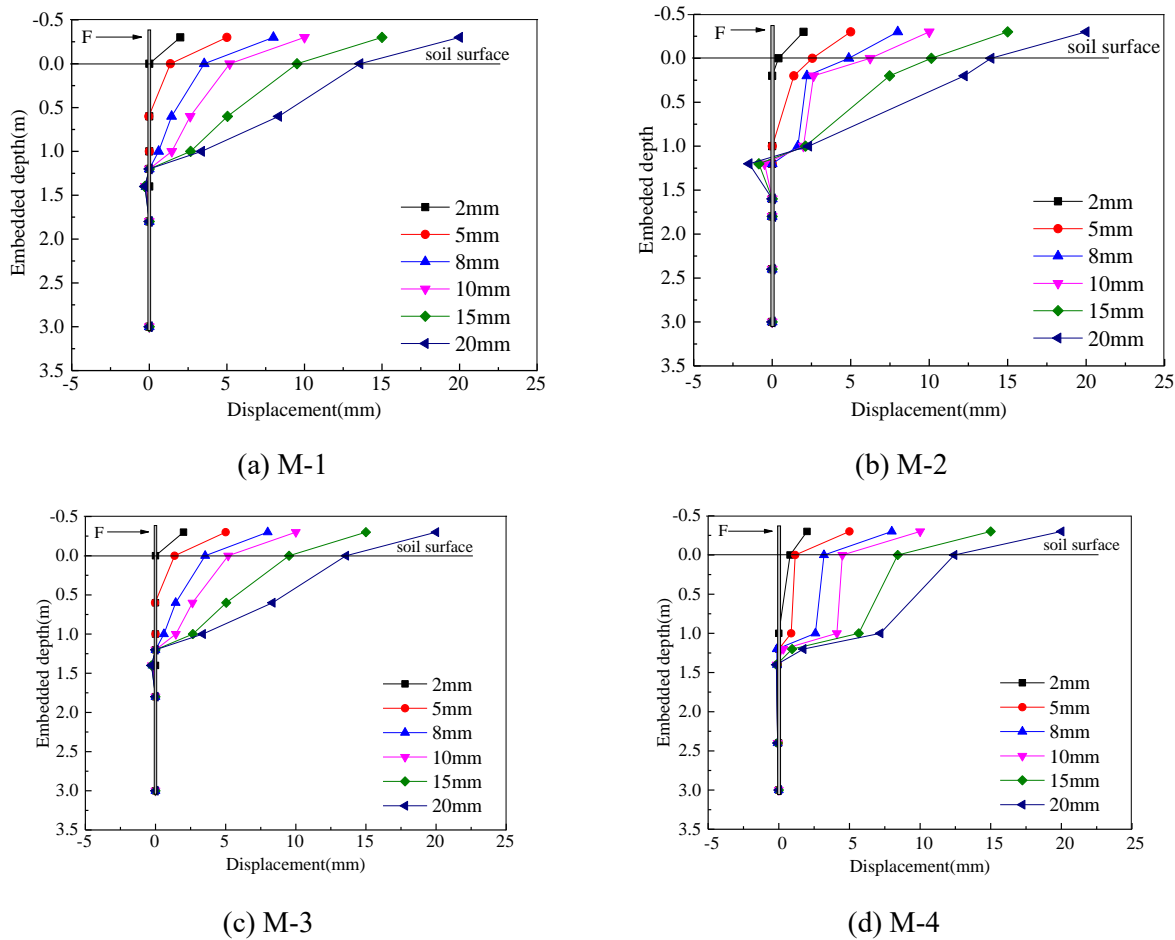 -0.5
F
soil surface
0.0
0.5
1.0
1.5
2.0
2.5
3.0
3.5
Embedded depth(m)
2mm
5mm
8mm
10mm
15mm
20mm
-5 0 5 10 15 20 25
Displacement(mm)
(a) M-1
-0.5
F
soil surface
0.0
0.5
1.0
1.5
2.0
2.5
3.0
3.5
Embeded depth
2mm
5mm
8mm
10mm
15mm
20mm
-5 0 5 10 15 20 25
Displacement(mm)
(b) M-2
-0.5
F
soil surface
0.0
0.5
1.0
1.5
2.0
2.5
3.0
3.5
Embedded depth(m)
2mm
5mm
8mm
10mm
15mm
20mm
-5 0 5 10 15 20 25
Displacement(mm)
(c) M-3
-0.5
F
soil surface
0.0
0.5
1.0
1.5
2.0
2.5
3.0
3.5
Embedded depth(m)
2mm
5mm
8mm
10mm
15mm
20mm
-5 0 5 10 15 20 25
Displacement(mm)
(d) M-4